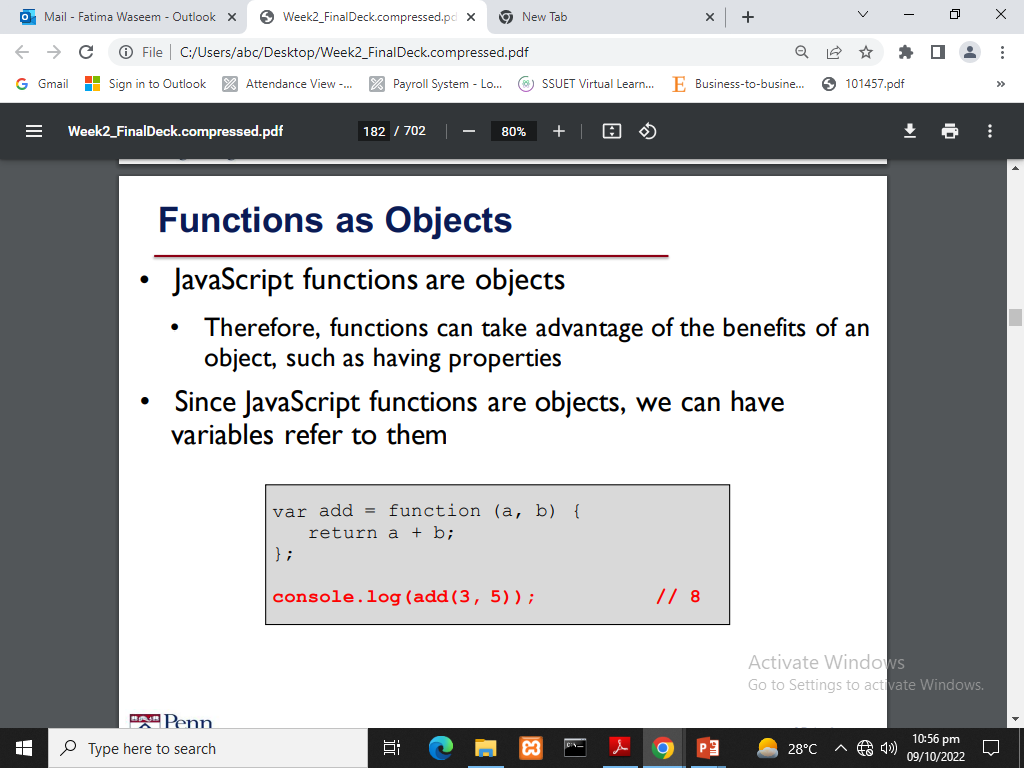 Mail - Fatima Waseem - Outlook
Week2_FinalDeck.compressed.pd
New Tab
File
C:/Users/abc/Desktop/Week2_FinalDeck.compressed.pdf
Gmail
Sign in to Outlook
Attendance View -...
Payroll System - Lo...
SSUET Virtual Learn...
Business-to-busine...
101457.pdf
»
Week2_FinalDeck.compressed.pdf
182 / 702
80%
Functions as Objects
• JavaScript functions are objects
• Therefore, functions can take advantage of the benefits of an
object, such as having properties
• Since JavaScript functions are objects, we can have
variables refer to them
var add = function (a, b) {
return a + b;
};
console.log(add(3, 5)); // 8
Activate Windows
Go to Settings to activate Windows.
Penn
Type here to search
28°C
10:56 pm
09/10/2022